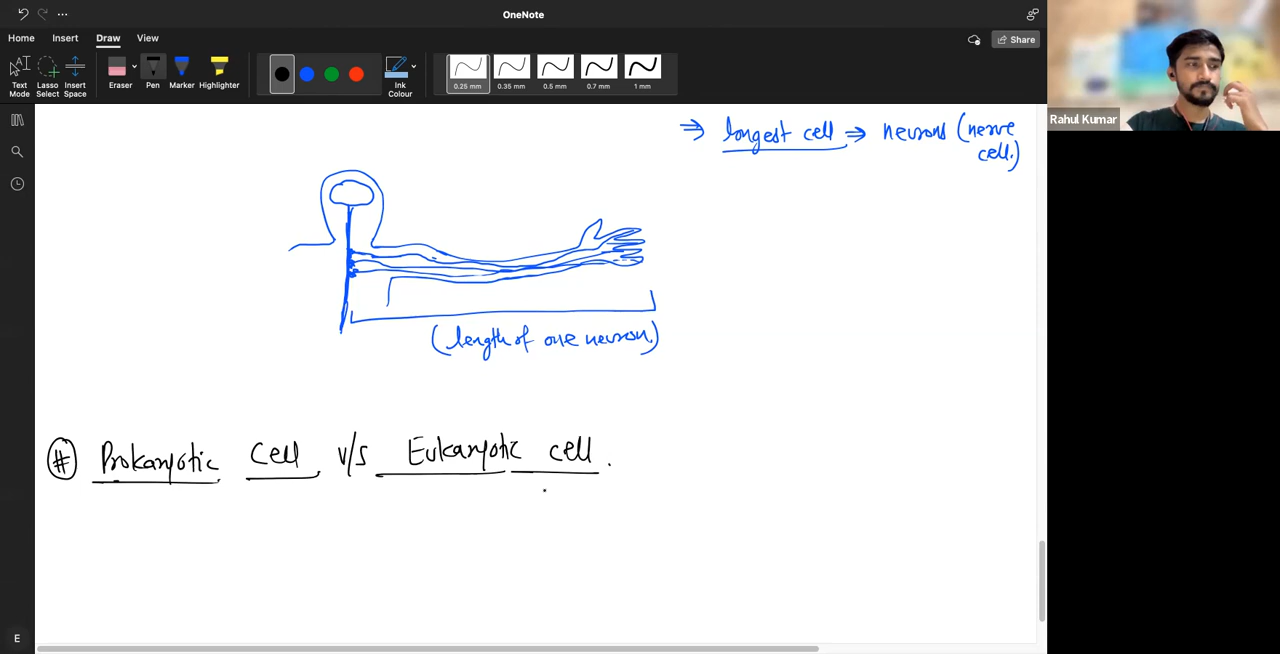 OneNote
Home Insert Draw View
Share
Text Mode Lasso Select Insert Space Eraser Pen Marker Highlighter Ink Colour 0.25 mm 0.35 mm 0.5 mm 0.7 mm 1 mm
Rahul Kumar
⇒ longest cell ⇒ neurons (nerve
cell.)
(length of one neuron.)
# Prokaryotic Cell v/s Eukaryotic cell.
E